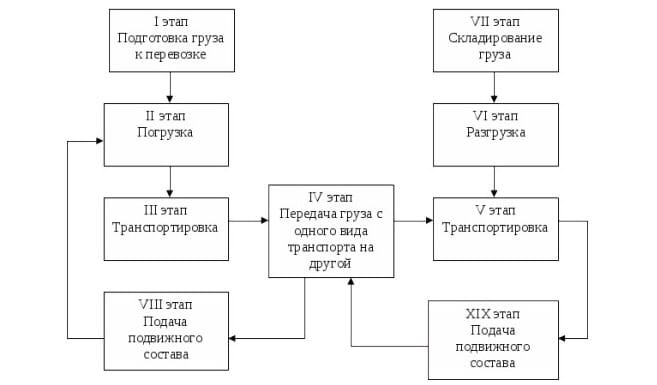 I этап
Подготовка груза
к перевозке
VII этап
Складирование
груза
II этап
Погрузка
VI этап
Разгрузка
III этап
Транспортировка
IV этап
Передача груза с
одного вида
транспорта на
другой
V этап
Транспортировка
VIII этап
Подача
подвижного
состава
XIX этап
Подача
подвижного
состава